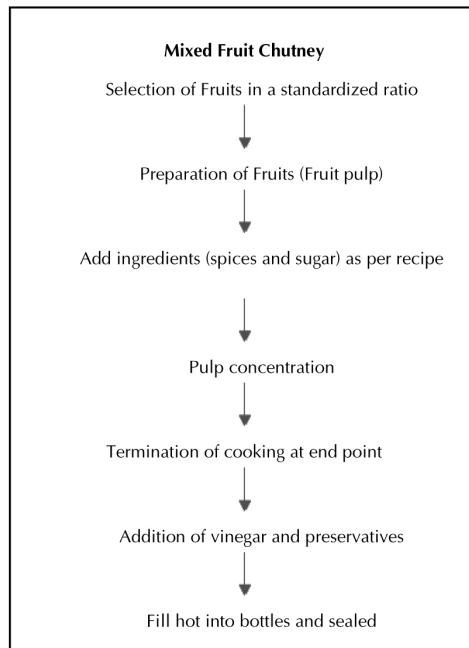 Mixed Fruit Chutney
Selection of Fruits in a standardized ratio
Preparation of Fruits (Fruit pulp)
Add ingredients (spices and sugar) as per recipe
Pulp concentration
Termination of cooking at end point
Addition of vinegar and preservatives
Fill hot into bottles and sealed